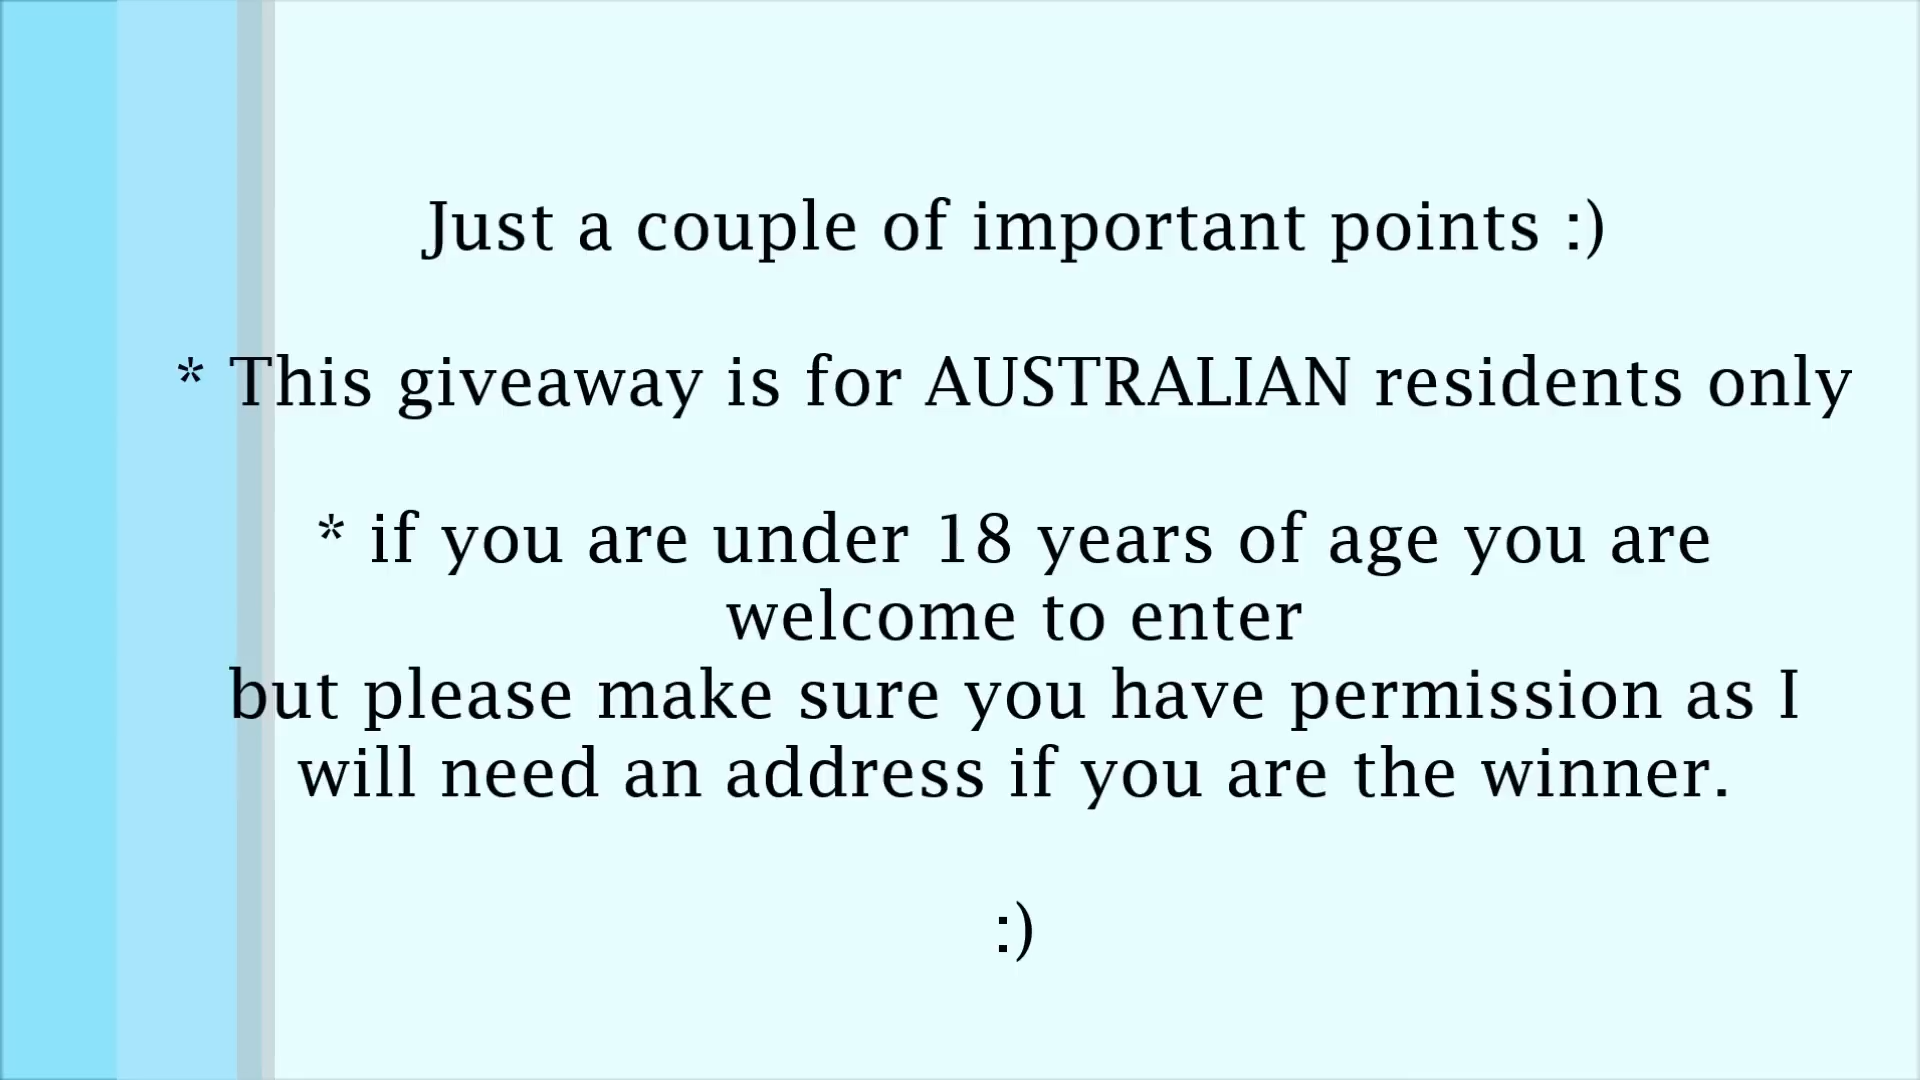 Just a couple of important points :)
* This giveaway is for AUSTRALIAN residents only
* if you are under 18 years of age you are
welcome to enter
but please make sure you have permission as I
will need an address if you are the winner.
:)